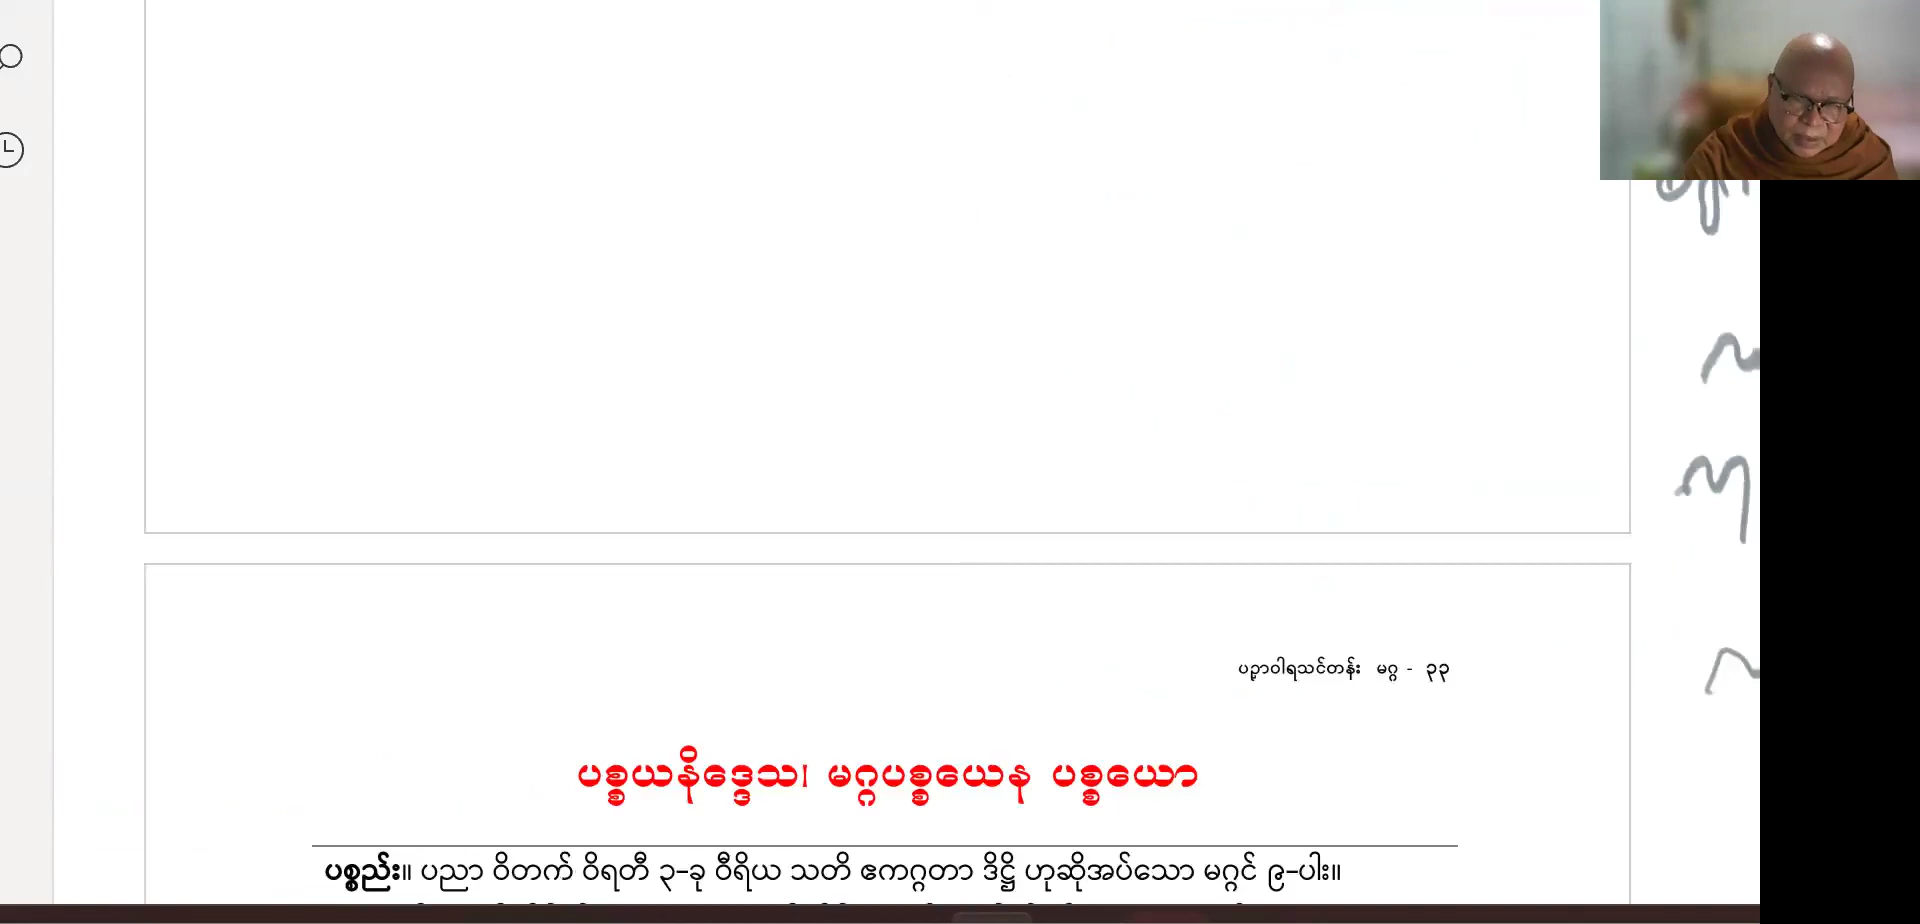 ပဉှာဝါရသင်တန်း မဂ္ဂ - ၃၃
ပစ္စယနိဒ္ဒေသ၊ မဂ္ဂပစ္စယေန ပစ္စယော
ပစ္စည်း။ ပညာ ဝိတက် ဝိရတီ ၃-ခု ဝီရိယ သတိ ဧကဂ္ဂတာ ဒိဋ္ဌိ ဟုဆိုအပ်သော မဂ္ဂင် ၉-ပါး။